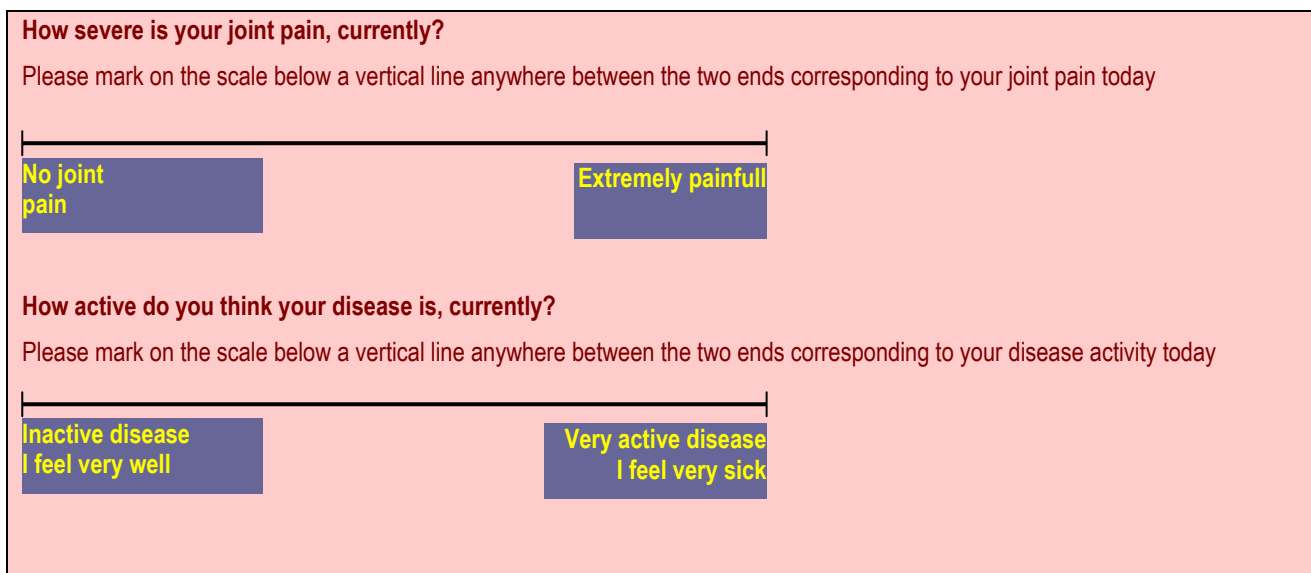 How severe is your joint pain, currently?
Please mark on the scale below a vertical line anywhere between the two ends corresponding to your joint pain today
No joint
pain
Extremely painfull
How active do you think your disease is, currently?
Please mark on the scale below a vertical line anywhere between the two ends corresponding to your disease activity today
Inactive disease
I feel very well
Very active disease
I feel very sick